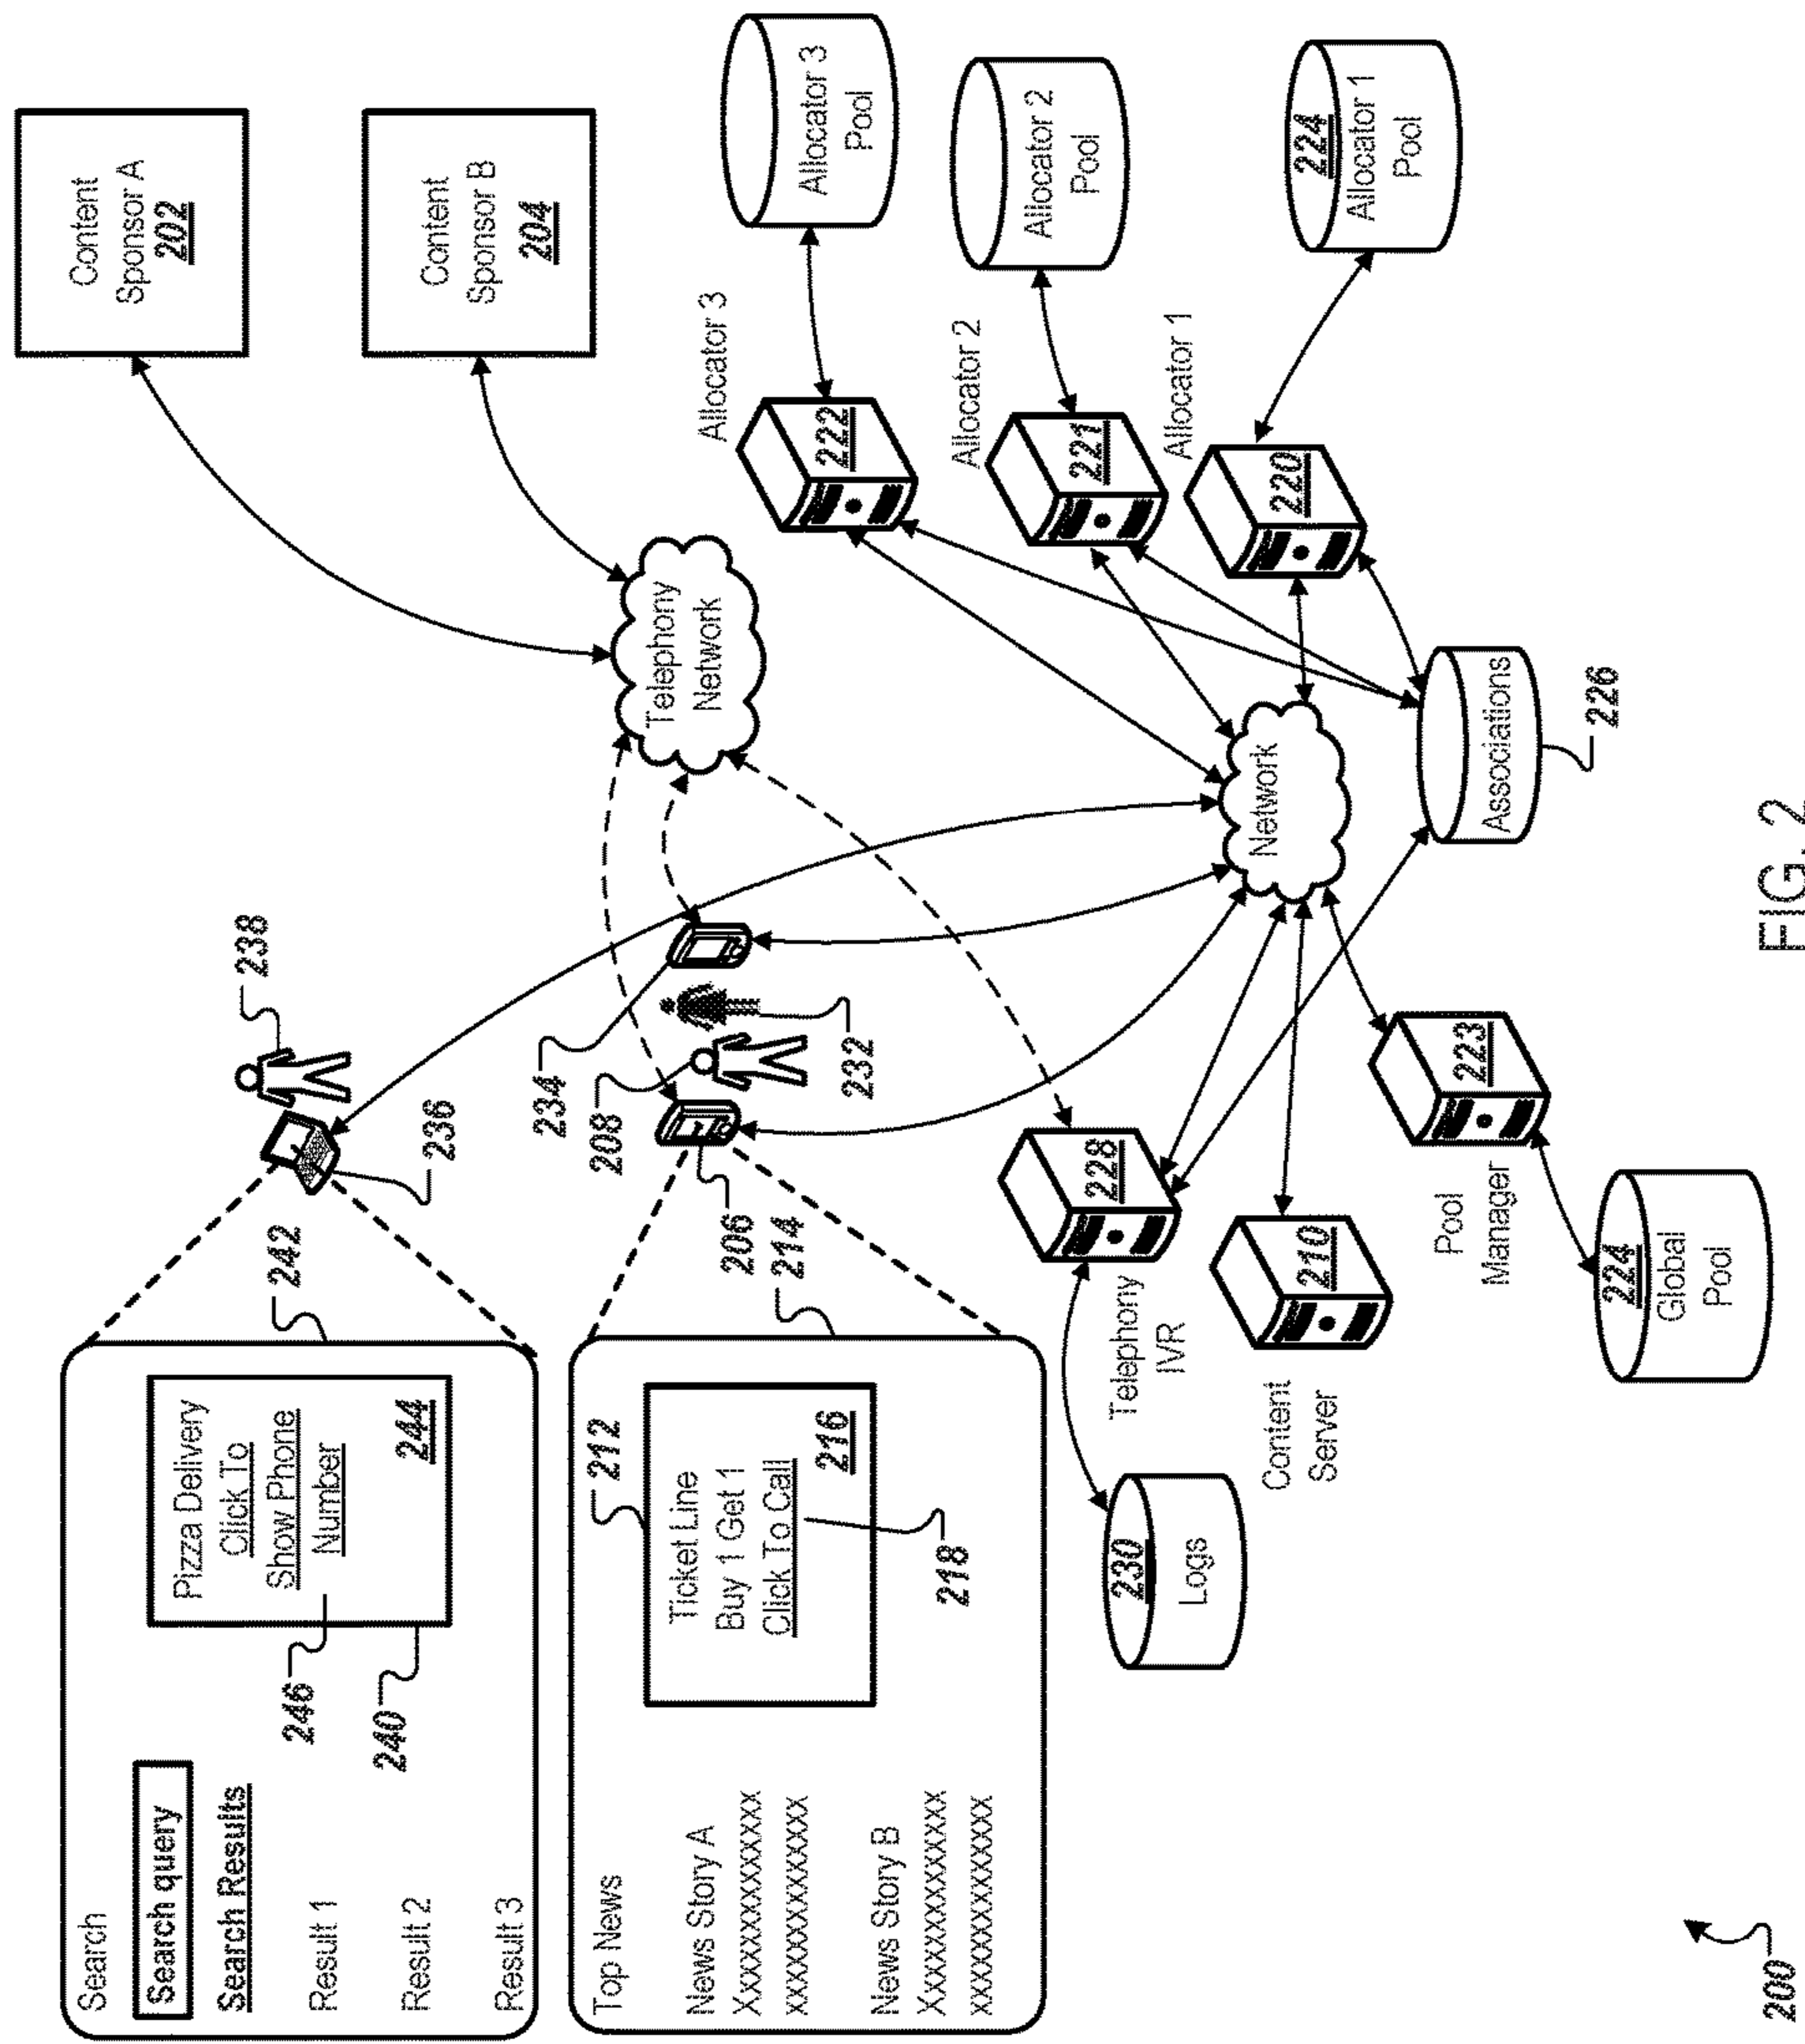 Search
Search query
Search Results
Result 1
Result 2
Result 3
Pizza Delivery
Click To
Show Phone
Number
244
246
240
242
236
238
Content
Sponsor A
202
Content
Sponsor B
204
Top News
News Story A
Xxxxxxxxxxxxx
xxxxxxxxxxxxx
News Story B
Xxxxxxxxxxxxx
xxxxxxxxxxxxx
212
Ticket Line
Buy 1 Get 1
Click To Call
216
218
214
206
208
234
232
Telephony
Network
Allocator 3
222
Allocator 3
Pool
Allocator 2
221
Allocator 2
Pool
Allocator 1
220
224
Allocator 1
Pool
230
Logs
Telephony
IVR
228
Content
Server
210
Pool
Manager
223
224
Global
Pool
Network
Associations
226
200
FIG. 2